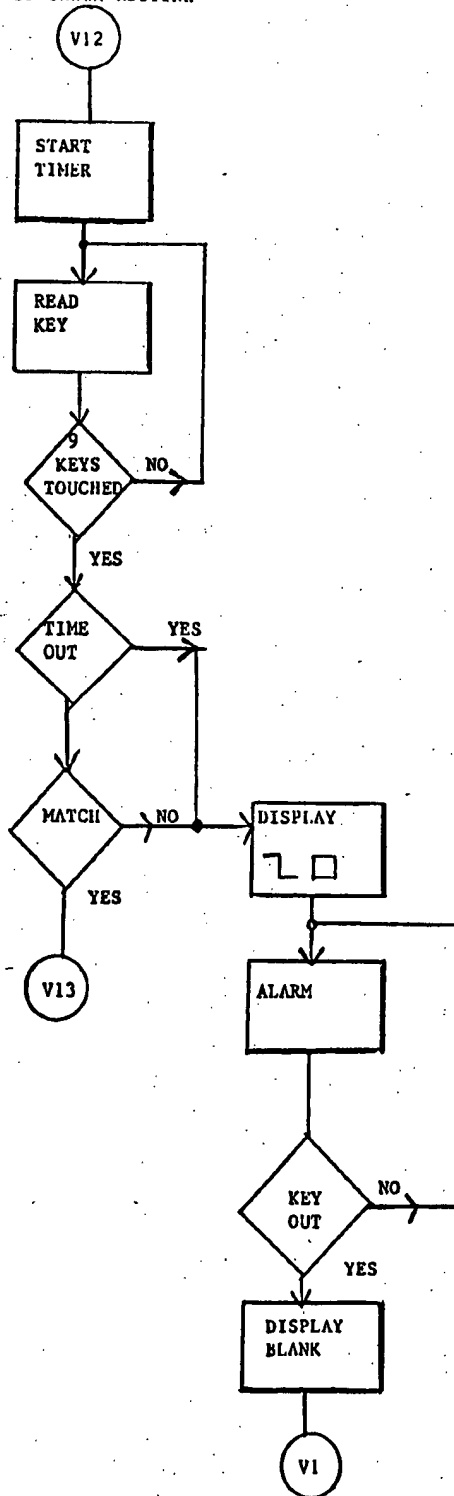 V12
START
TIMER
READ
KEY
9
KEYS
TOUCHED
NO
YES
TIME
OUT
YES
MATCH
NO
YES
V13
DISPLAY
ALARM
KEY
OUT
NO
YES
DISPLAY
BLANK
V1